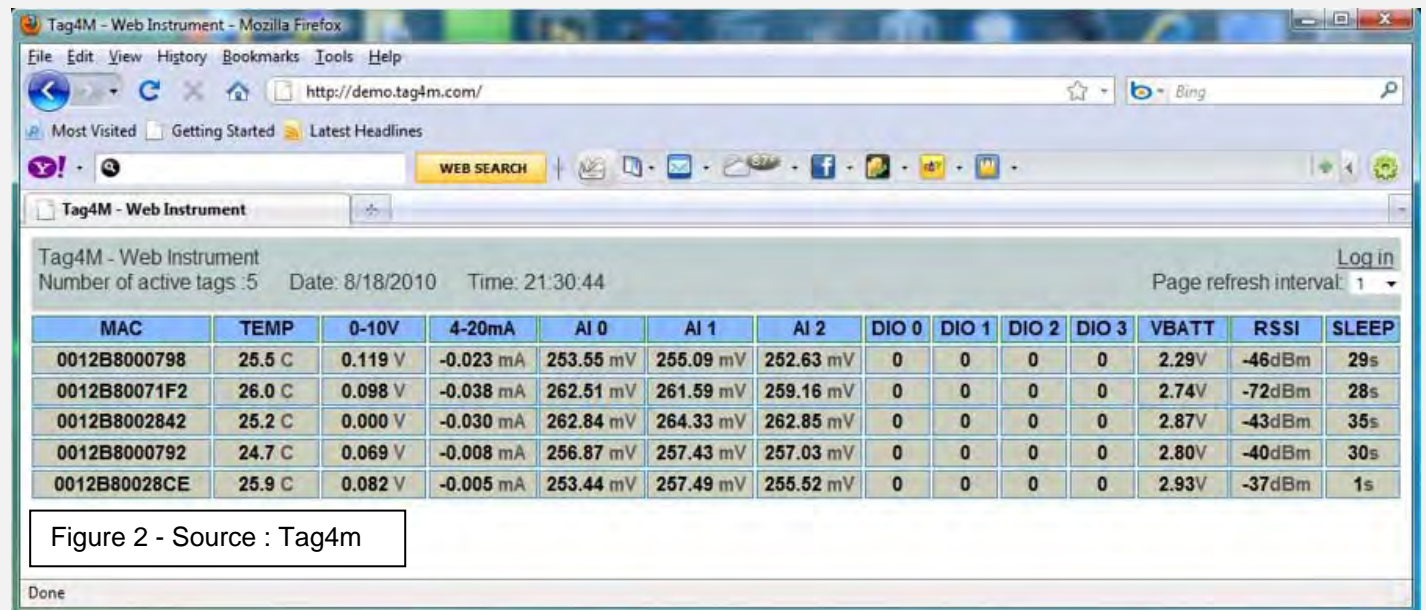 Tag4M - Web Instrument - Mozilla Firefox
File Edit View History Bookmarks Tools Help
http://demo.tag4m.com/ Bing
Most Visited Getting Started Latest Headlines
Y! WEB SEARCH 87°
Tag4M - Web Instrument
Tag4M - Web Instrument Log in
Number of active tags :5 Date: 8/18/2010 Time: 21:30:44 Page refresh interval: 1
MAC TEMP 0-10V 4-20mA AI 0 AI 1 AI 2 DIO 0 DIO 1 DIO 2 DIO 3 VBATT RSSI SLEEP
0012B8000798 25.5 C 0.119 V -0.023 mA 253.55 mV 255.09 mV 252.63 mV 0 0 0 0 2.29V -46dBm 29s
0012B80071F2 26.0 C 0.098 V -0.038 mA 262.51 mV 261.59 mV 259.16 mV 0 0 0 0 2.74V -72dBm 28s
0012B8002842 25.2 C 0.000 V -0.030 mA 262.84 mV 264.33 mV 262.85 mV 0 0 0 0 2.87V -43dBm 35s
0012B8000792 24.7 C 0.069 V -0.008 mA 256.87 mV 257.43 mV 257.03 mV 0 0 0 0 2.80V -40dBm 30s
0012B80028CE 25.9 C 0.082 V -0.005 mA 253.44 mV 257.49 mV 255.52 mV 0 0 0 0 2.93V -37dBm 1s
Figure 2 - Source : Tag4m
Done